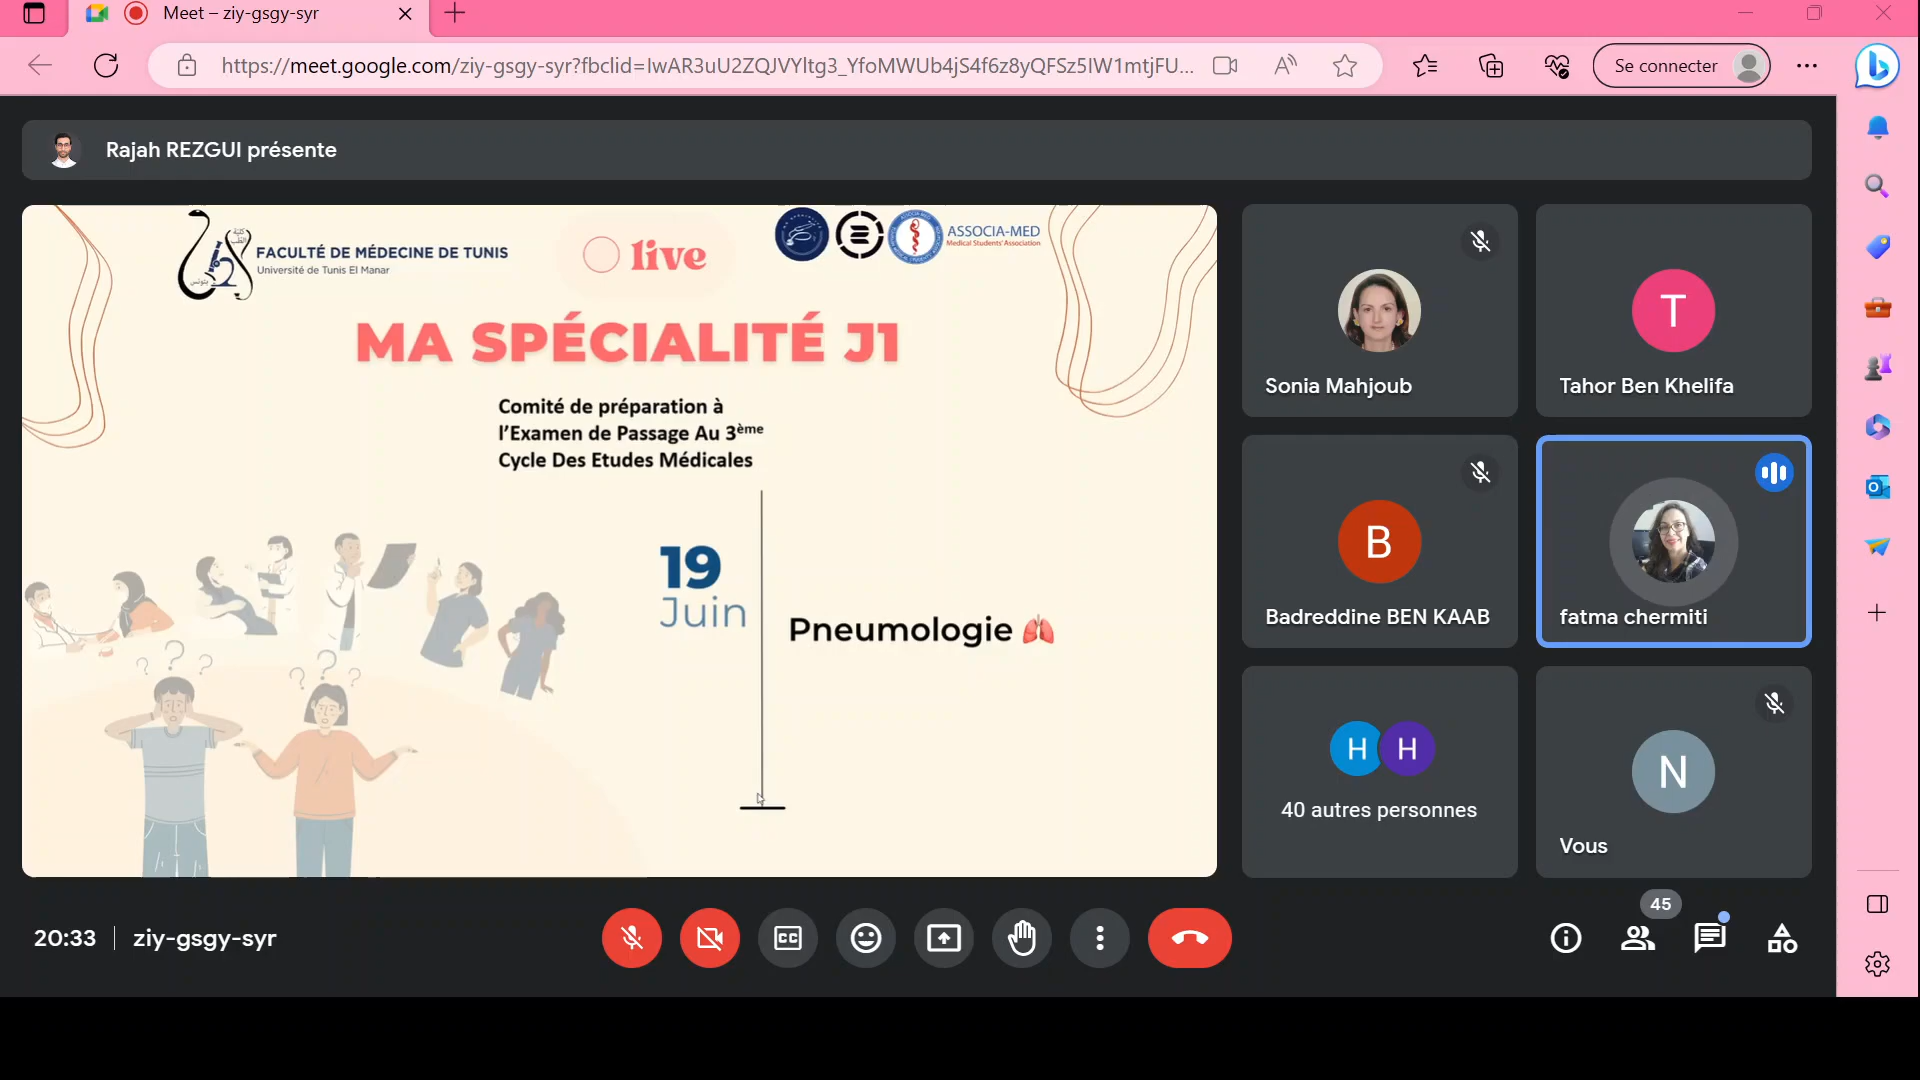 Meet – ziy-gsgy-syr
https://meet.google.com/ziy-gsgy-syr?fbclid=IwAR3uU2ZQJVYltg3_YfoMWUb4jS4f6z8yQFSz5IW1mtjFU...
Se connecter
Rajah REZGUI présente
FACULTÉ DE MÉDECINE DE TUNIS
Université de Tunis El Manar
live
ASSOCIA-MED
Medical Students' Association
MA SPÉCIALITÉ J1
Comité de préparation à
l'Examen de Passage Au 3ème
Cycle Des Etudes Médicales
19
Juin
Pneumologie
Sonia Mahjoub
T
Tahor Ben Khelifa
B
Badreddine BEN KAAB
fatma chermiti
H H
40 autres personnes
N
Vous
20:33
ziy-gsgy-syr
45